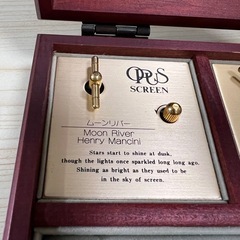 OPUS
SCREEN
ムーンリバー
Moon River
Henry Mancini
Stars start to shine at dusk,
though the lights once sparkled long long ago.
Shining as bright as they used to be
in the sky of screen.